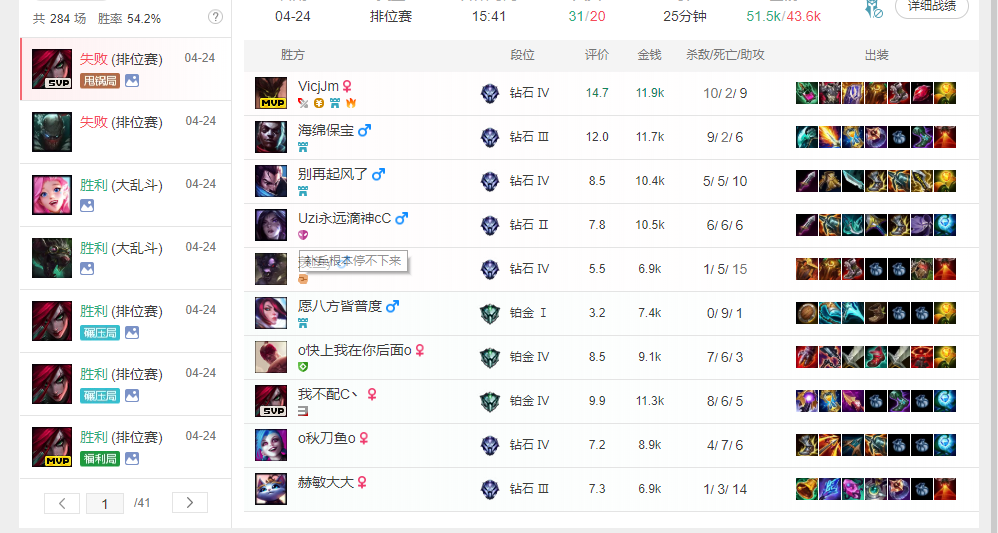 共 284 场 胜率 54.2%
?
04-24 排位赛 15:41 31/20 25分钟 51.5k/43.6k 详细战绩
失败 (排位赛) 04-24
SVP 甩锅局
失败 (排位赛) 04-24
胜利 (大乱斗) 04-24
胜利 (大乱斗) 04-24
胜利 (排位赛) 04-24
碾压局
胜利 (排位赛) 04-24
碾压局
胜利 (排位赛) 04-24
MVP 福利局
1 /41
胜方 段位 评价 金钱 杀敌/死亡/助攻 出装
VicjJm 钻石 IV 14.7 11.9k 10/ 2/ 9
MVP
海绵保宝 钻石 III 12.0 11.7k 9/ 2/ 6
别再起风了 钻石 IV 8.5 10.4k 5/ 5/ 10
Uzi永远滴神cC 钻石 II 7.8 10.5k 6/ 6/ 6
补兵根本停不下来 钻石 IV 5.5 6.9k 1/ 5/ 15
愿八方皆普度 铂金 I 3.2 7.4k 0/ 9/ 1
o快上我在你后面o 铂金 IV 8.5 9.1k 7/ 6/ 3
我不配C丶 铂金 IV 9.9 11.3k 8/ 6/ 5
SVP
o秋刀鱼o 钻石 IV 7.2 8.9k 4/ 7/ 6
赫敏大大 钻石 III 7.3 6.9k 1/ 3/ 14